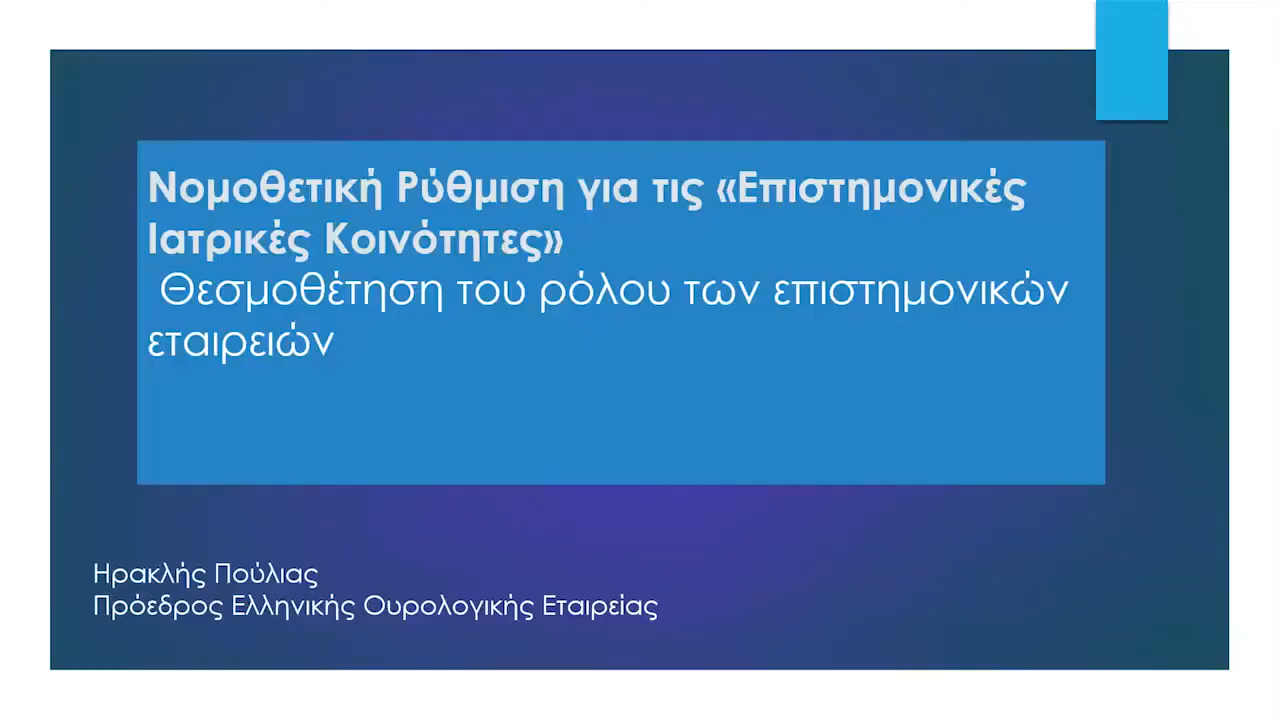 Νομοθετική Ρύθμιση για τις «Επιστημονικές
Ιατρικές Κοινότητες»
Θεσμοθέτηση του ρόλου των επιστημονικών
εταιρειών
Ηρακλής Πούλιας
Πρόεδρος Ελληνικής Ουρολογικής Εταιρείας